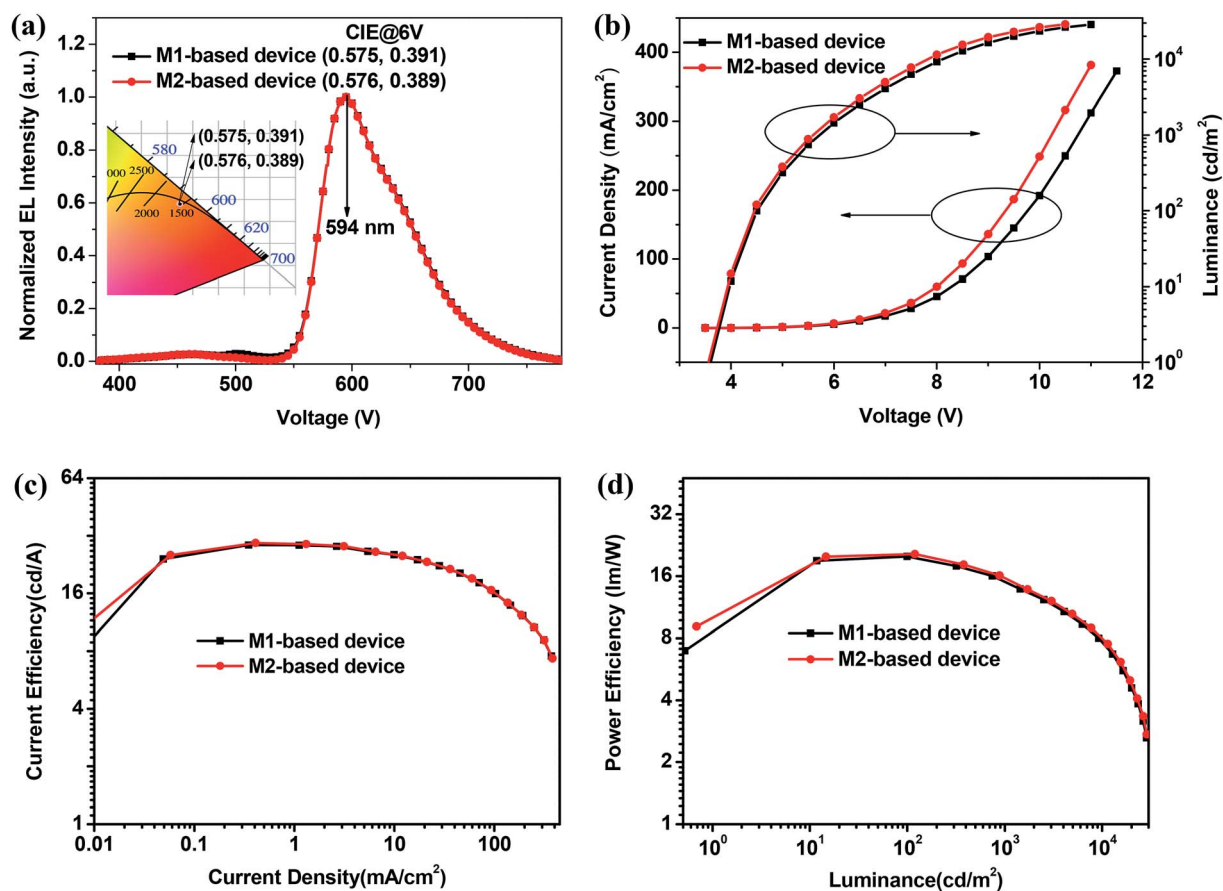 (a)
CIE@6V
M1-based device (0.575, 0.391)
M2-based device (0.576, 0.389)
(0.575, 0.391)
(0.576, 0.389)
580
2500
2000
1500
600
620
700
594 nm
Normalized EL Intensity (a.u.)
1.2
1.0
0.8
0.6
0.4
0.2
0.0
400 500 600 700
Voltage (V)
(b)
M1-based device
M2-based device
Current Density (mA/cm²)
400
300
200
100
0
Luminance (cd/m²)
10⁴
10³
10²
10¹
10⁰
4 6 8 10
Voltage (V)
(c)
Current Efficiency(cd/A)
64
16
4
1
M1-based device
M2-based device
0.01 0.1 1 10 100
Current Density(mA/cm²)
(d)
Power Efficiency (lm/W)
32
16
8
4
2
1
M1-based device
M2-based device
10⁰ 10¹ 10² 10³ 10⁴
Luminance(cd/m²)